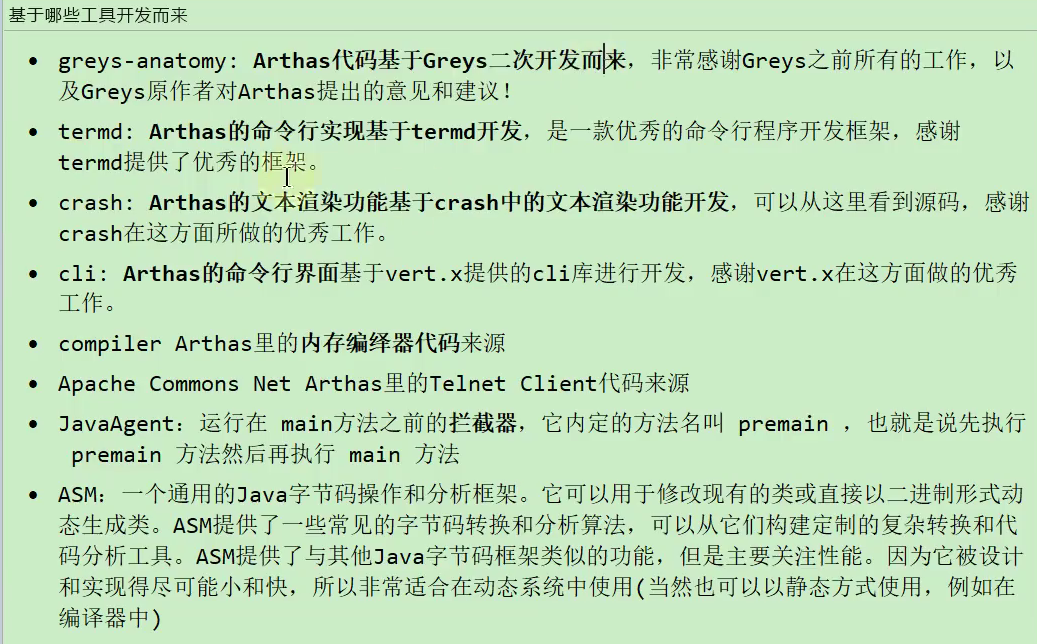 基于哪些工具开发而来
• greys-anatomy: Arthas代码基于Greys二次开发而来，非常感谢Greys之前所有的工作，以
及Greys原作者对Arthas提出的意见和建议！
• termd: Arthas的命令行实现基于termd开发，是一款优秀的命令行程序开发框架，感谢
termd提供了优秀的框架。
• crash: Arthas的文本渲染功能基于crash中的文本渲染功能开发，可以从这里看到源码，感谢
crash在这方面所做的优秀工作。
• cli: Arthas的命令行界面基于vert.x提供的cli库进行开发，感谢vert.x在这方面做的优秀
工作。
• compiler Arthas里的内存编绎器代码来源
• Apache Commons Net Arthas里的Telnet Client代码来源
• JavaAgent：运行在 main方法之前的拦截器，它内定的方法名叫 premain ，也就是说先执行
premain 方法然后再执行 main 方法
• ASM：一个通用的Java字节码操作和分析框架。它可以用于修改现有的类或直接以二进制形式动
态生成类。ASM提供了一些常见的字节码转换和分析算法，可以从它们构建定制的复杂转换和代
码分析工具。ASM提供了与其他Java字节码框架类似的功能，但是主要关注性能。因为它被设计
和实现得尽可能小和快，所以非常适合在动态系统中使用(当然也可以以静态方式使用，例如在
编译器中)